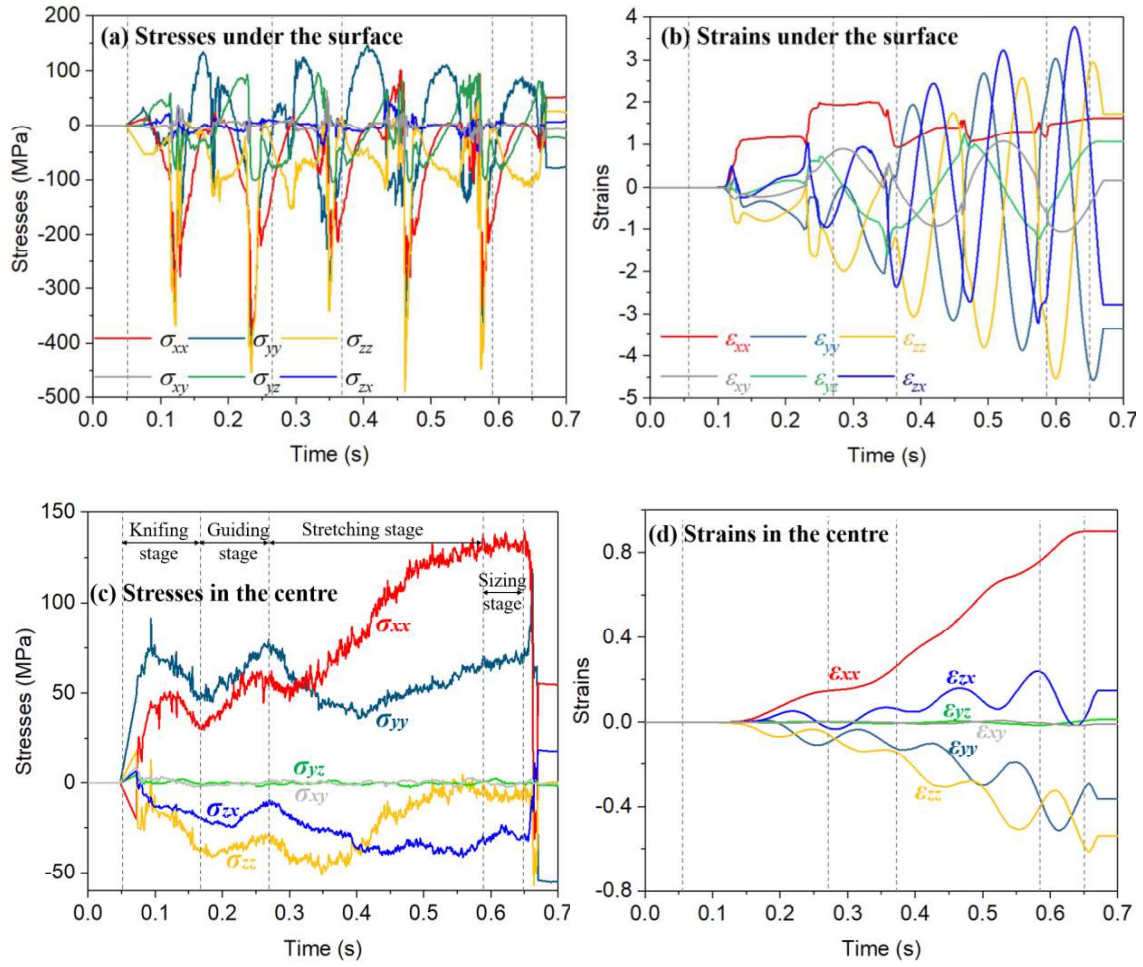 (a) Stresses under the surface
200
100
0
-100
-200
-300
-400
-500
Stresses (MPa)
σxx σyy σzz
σxy σyz σzx
0.0 0.1 0.2 0.3 0.4 0.5 0.6 0.7
Time (s)
(b) Strains under the surface
4
3
2
1
0
-1
-2
-3
-4
-5
Strains
εxx εyy εzz
εxy εyz εzx
0.0 0.1 0.2 0.3 0.4 0.5 0.6 0.7
Time (s)
150
100
50
0
-50
Stresses (MPa)
Knifing
stage
Guiding
stage
Stretching stage
Sizing
stage
(c) Stresses in the centre
σxx
σyy
σyz
σxy
σzx
σzz
0.0 0.1 0.2 0.3 0.4 0.5 0.6 0.7
Time (s)
(d) Strains in the centre
0.8
0.4
0.0
-0.4
-0.8
Strains
εxx
εzx
εyz
εxy
εyy
εzz
0.0 0.1 0.2 0.3 0.4 0.5 0.6 0.7
Time (s)